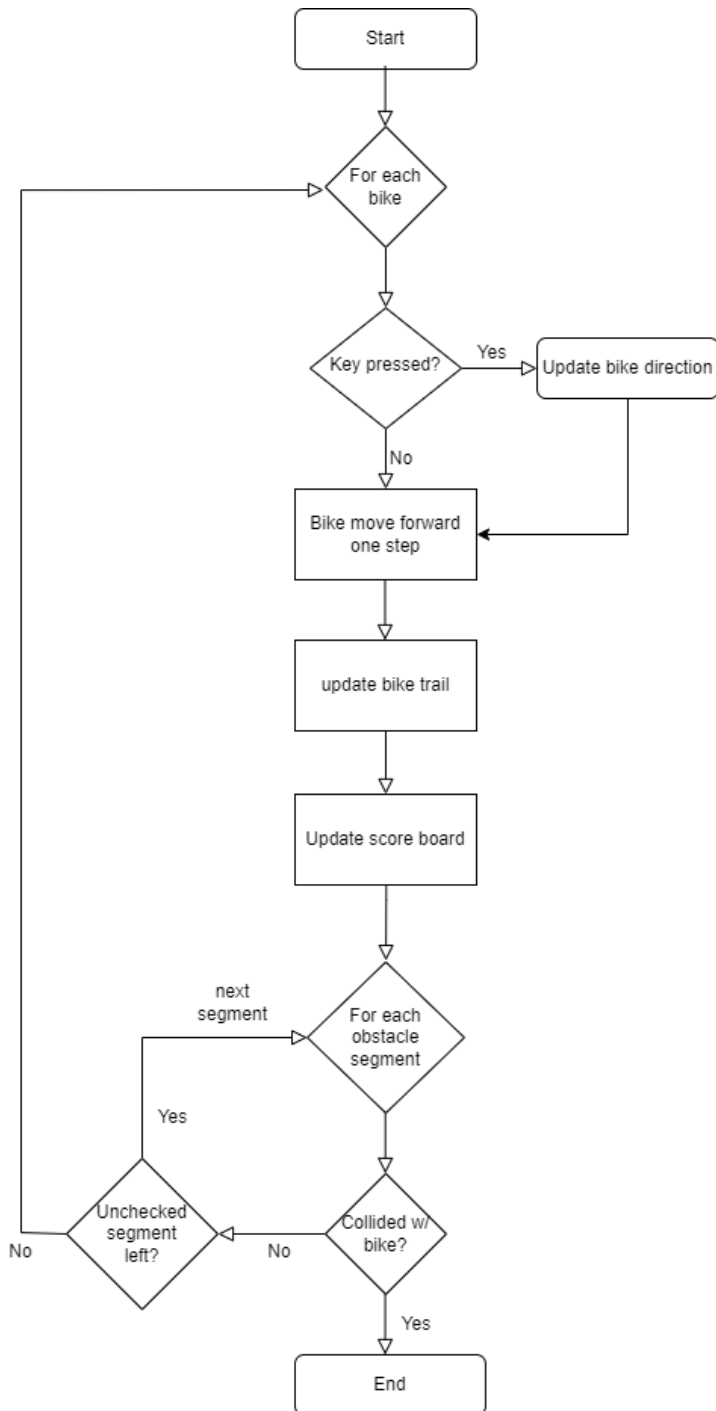 Start
For each
bike
Key pressed?
Yes
Update bike direction
No
Bike move forward
one step
update bike trail
Update score board
next
segment
For each
obstacle
segment
Yes
Unchecked
segment
left?
No
No
Collided w/
bike?
Yes
End